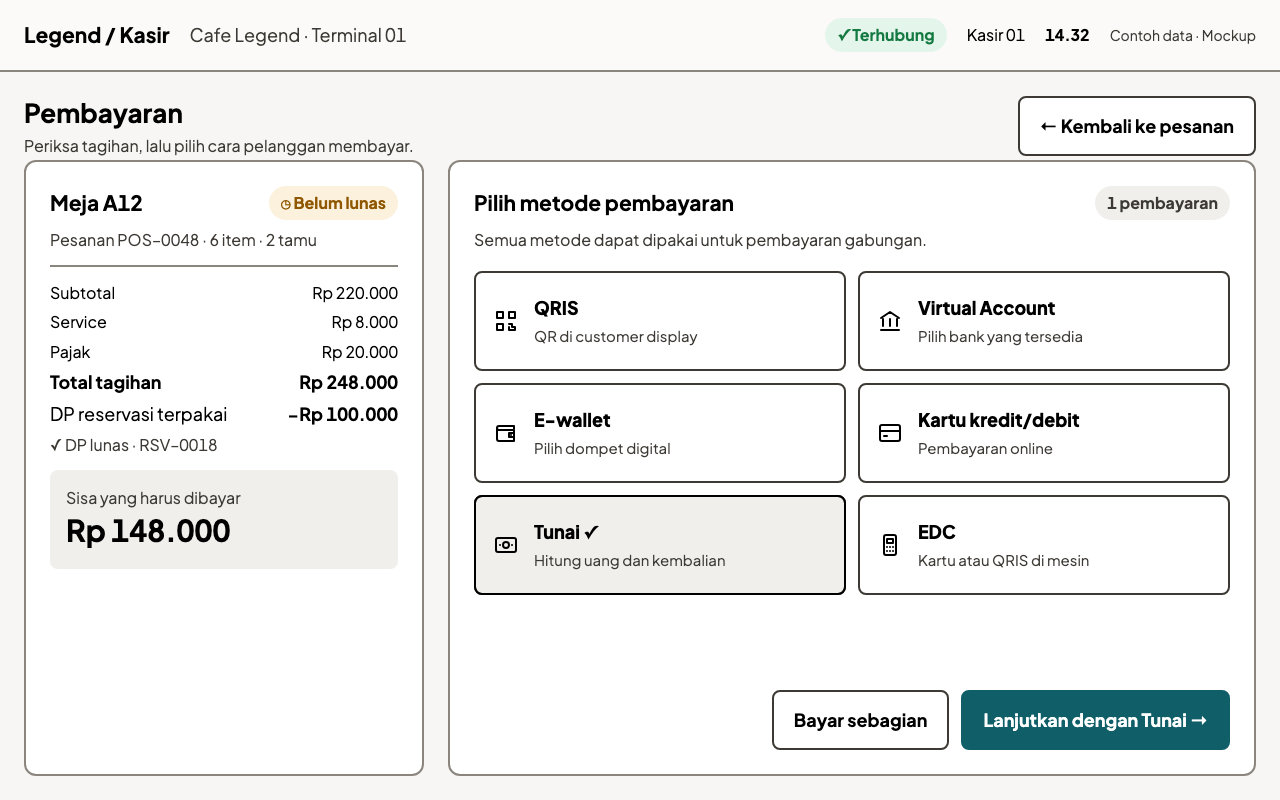 Legend / Kasir Cafe Legend · Terminal 01 ✓Terhubung Kasir 01 14.32 Contoh data · Mockup
Pembayaran
← Kembali ke pesanan
Periksa tagihan, lalu pilih cara pelanggan membayar.
Meja A12 Belum lunas
Pesanan POS-0048 · 6 item · 2 tamu
Subtotal Rp 220.000
Service Rp 8.000
Pajak Rp 20.000
Total tagihan Rp 248.000
DP reservasi terpakai −Rp 100.000
✓ DP lunas · RSV-0018
Sisa yang harus dibayar
Rp 148.000
Pilih metode pembayaran 1 pembayaran
Semua metode dapat dipakai untuk pembayaran gabungan.
QRIS
QR di customer display
Virtual Account
Pilih bank yang tersedia
E-wallet
Pilih dompet digital
Kartu kredit/debit
Pembayaran online
Tunai ✓
Hitung uang dan kembalian
EDC
Kartu atau QRIS di mesin
Bayar sebagian
Lanjutkan dengan Tunai →